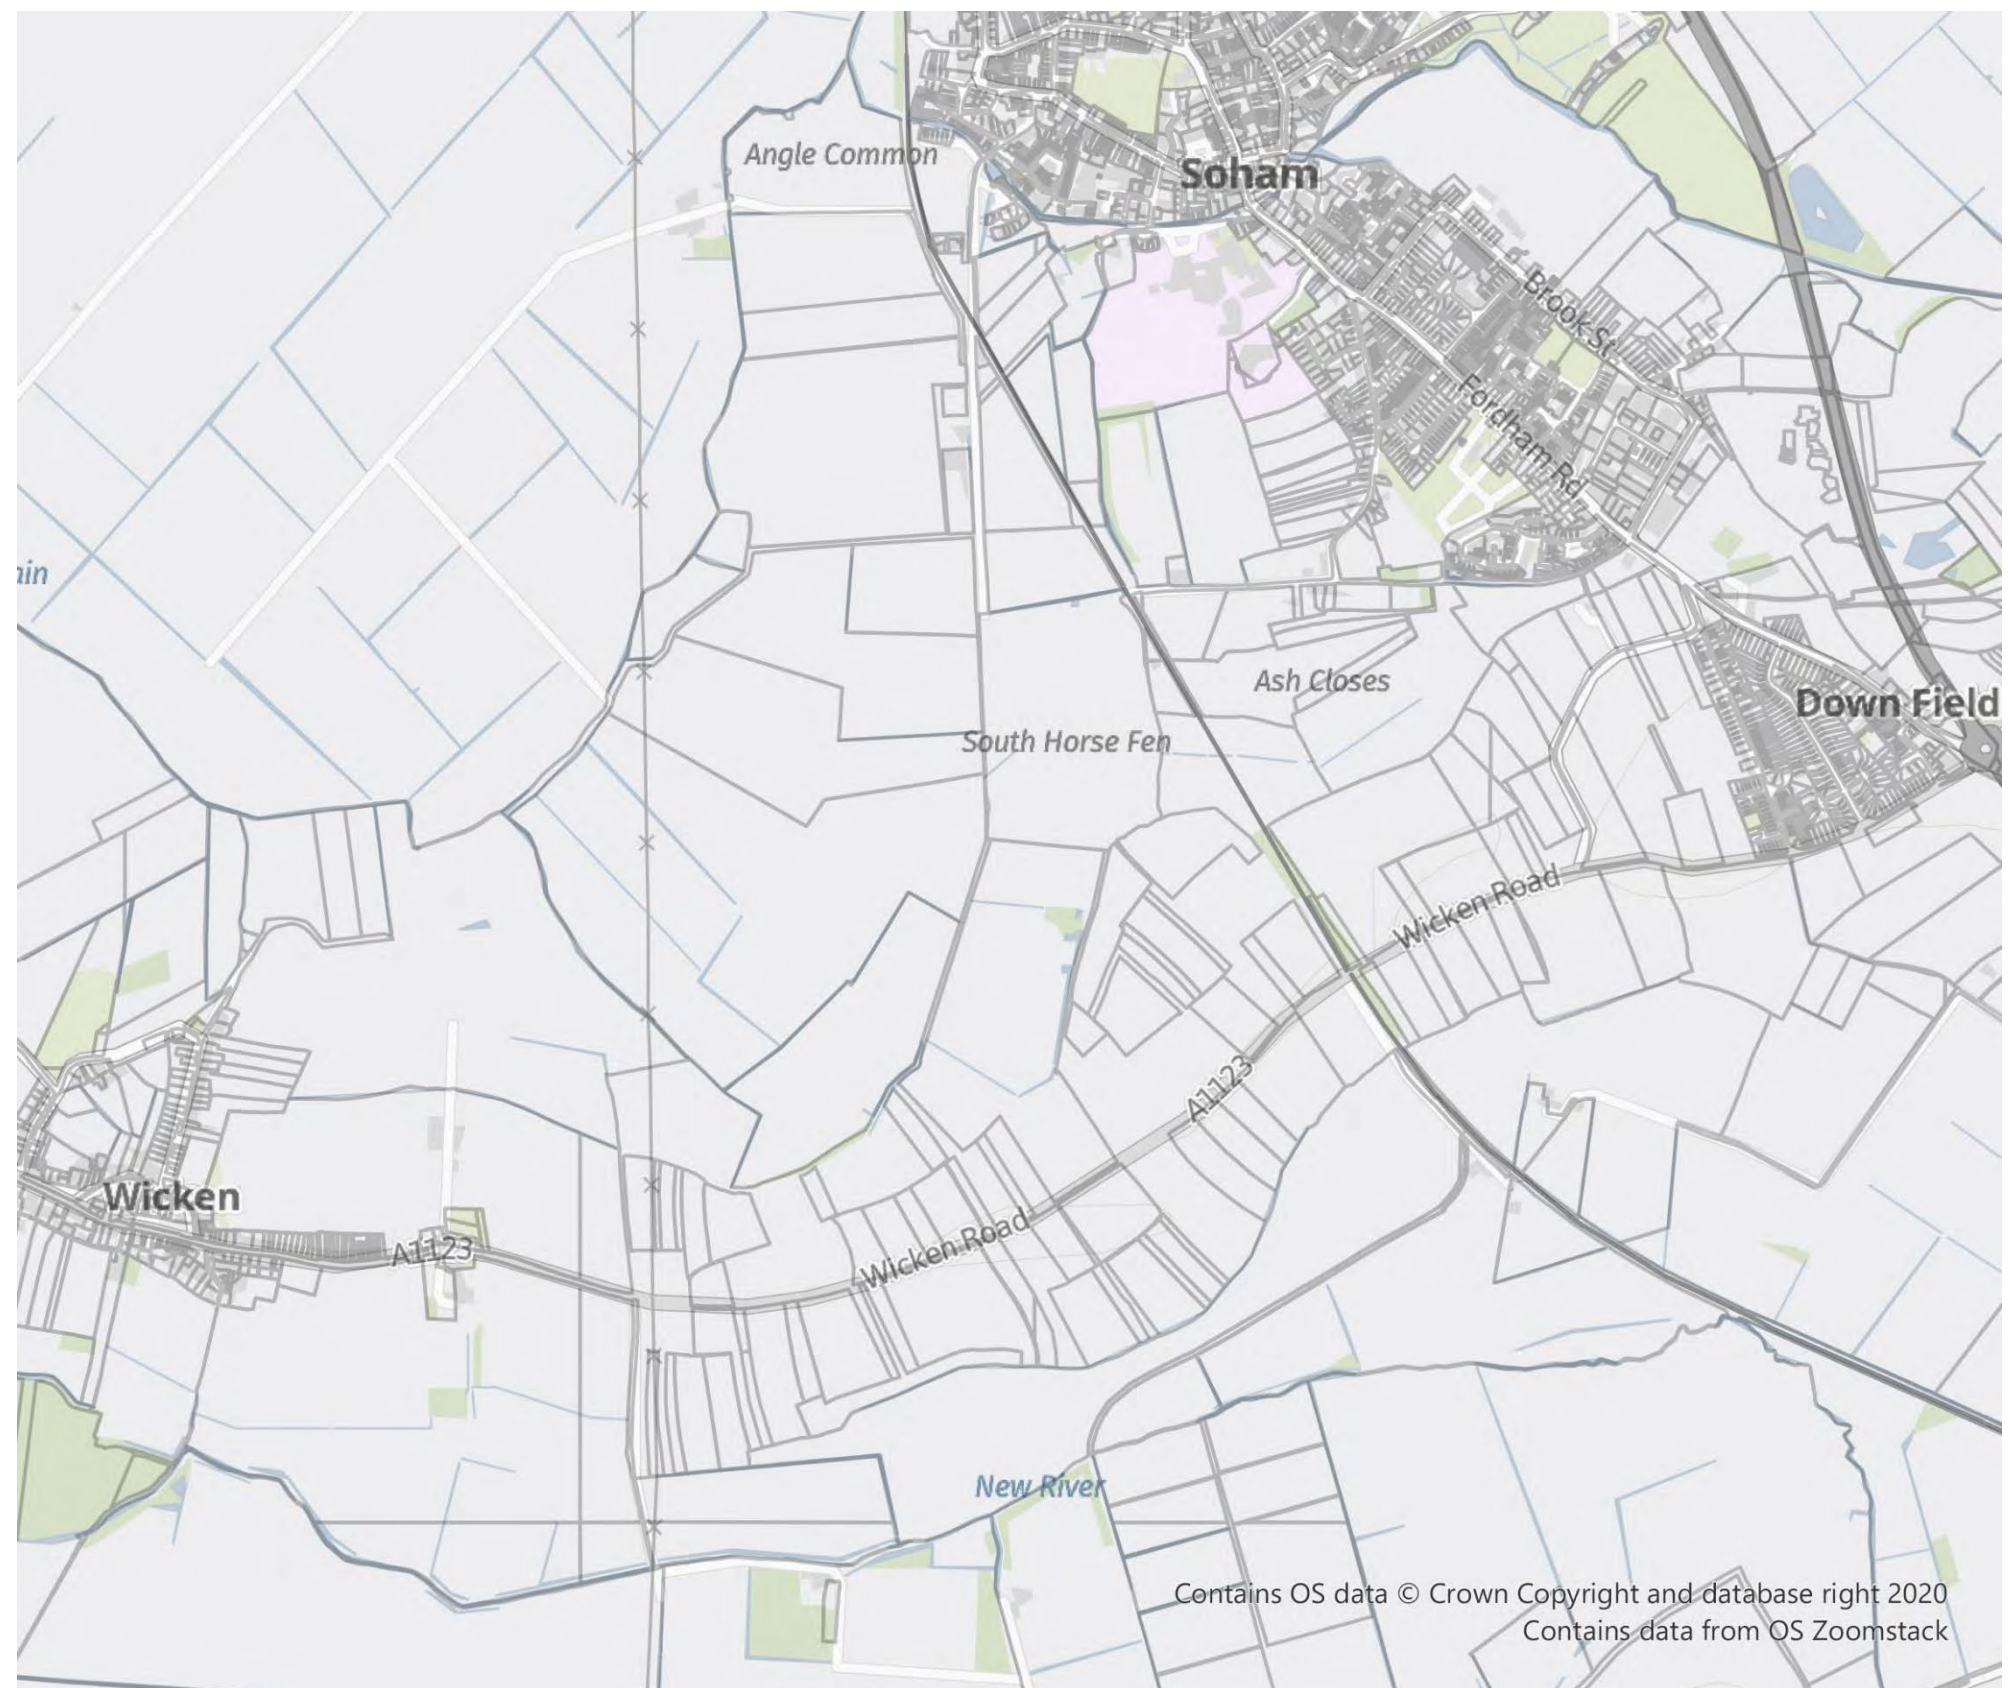 Angle Common
Soham
Brook St
Fordham Rd
ain
Ash Closes
Down Field
South Horse Fen
Wicken Road
A1123
Wicken
A1123
Wicken Road
New River
Contains OS data © Crown Copyright and database right 2020
Contains data from OS Zoomstack